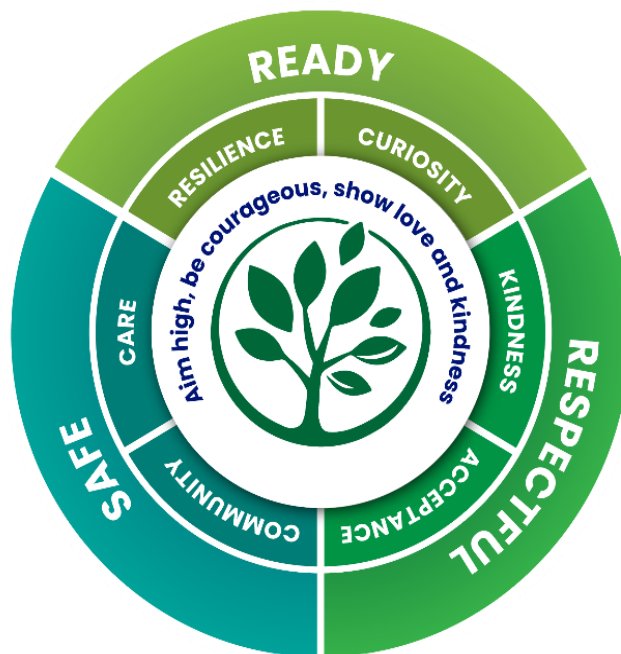 READY
RESILIENCE
CURIOSITY
Aim high, be courageous, show love and kindness
CARE
KINDNESS
SAFE
RESPECTFUL
COMMUNITY
ACCEPTANCE